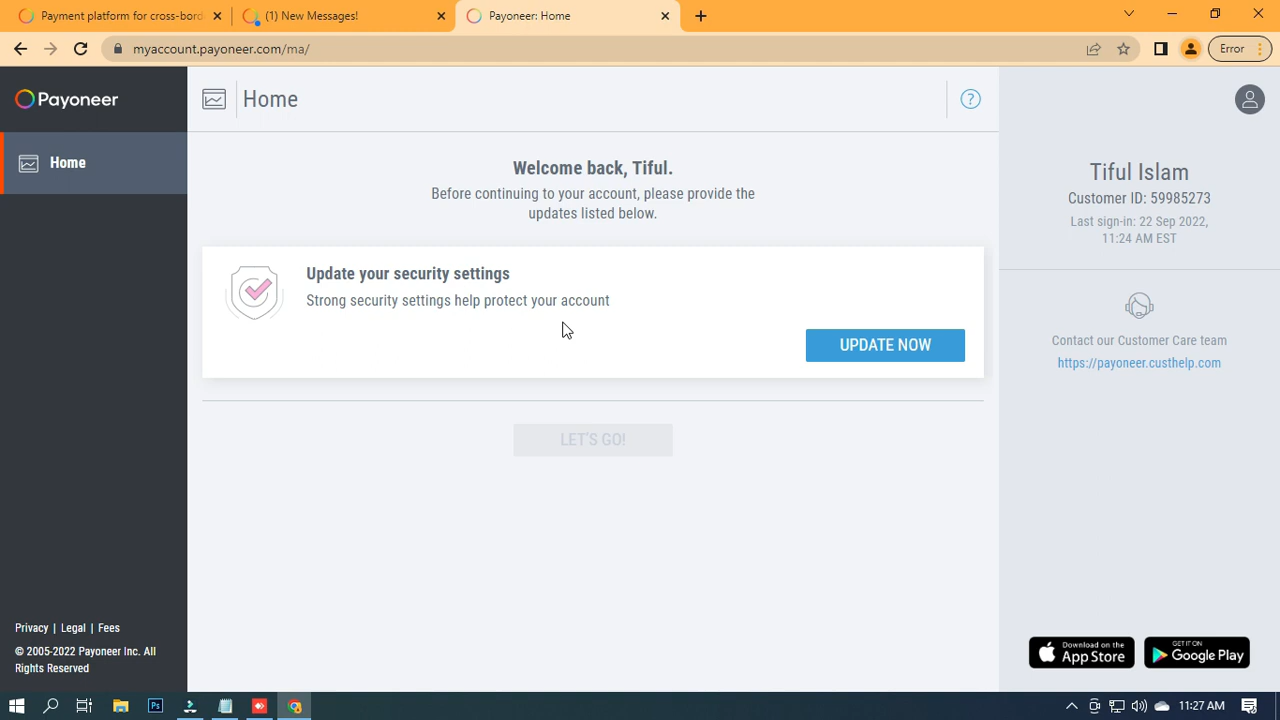 Payment platform for cross-bord
(1) New Messages!
Payoneer: Home
myaccount.payoneer.com/ma/
Error
Payoneer
Home
Home
?
Welcome back, Tiful.
Before continuing to your account, please provide the
updates listed below.
Update your security settings
Strong security settings help protect your account
UPDATE NOW
LET'S GO!
Tiful Islam
Customer ID: 59985273
Last sign-in: 22 Sep 2022,
11:24 AM EST
Contact our Customer Care team
https://payoneer.custhelp.com
Download on the
App Store
GET IT ON
Google Play
Privacy | Legal | Fees
© 2005-2022 Payoneer Inc. All
Rights Reserved
Ps
11:27 AM